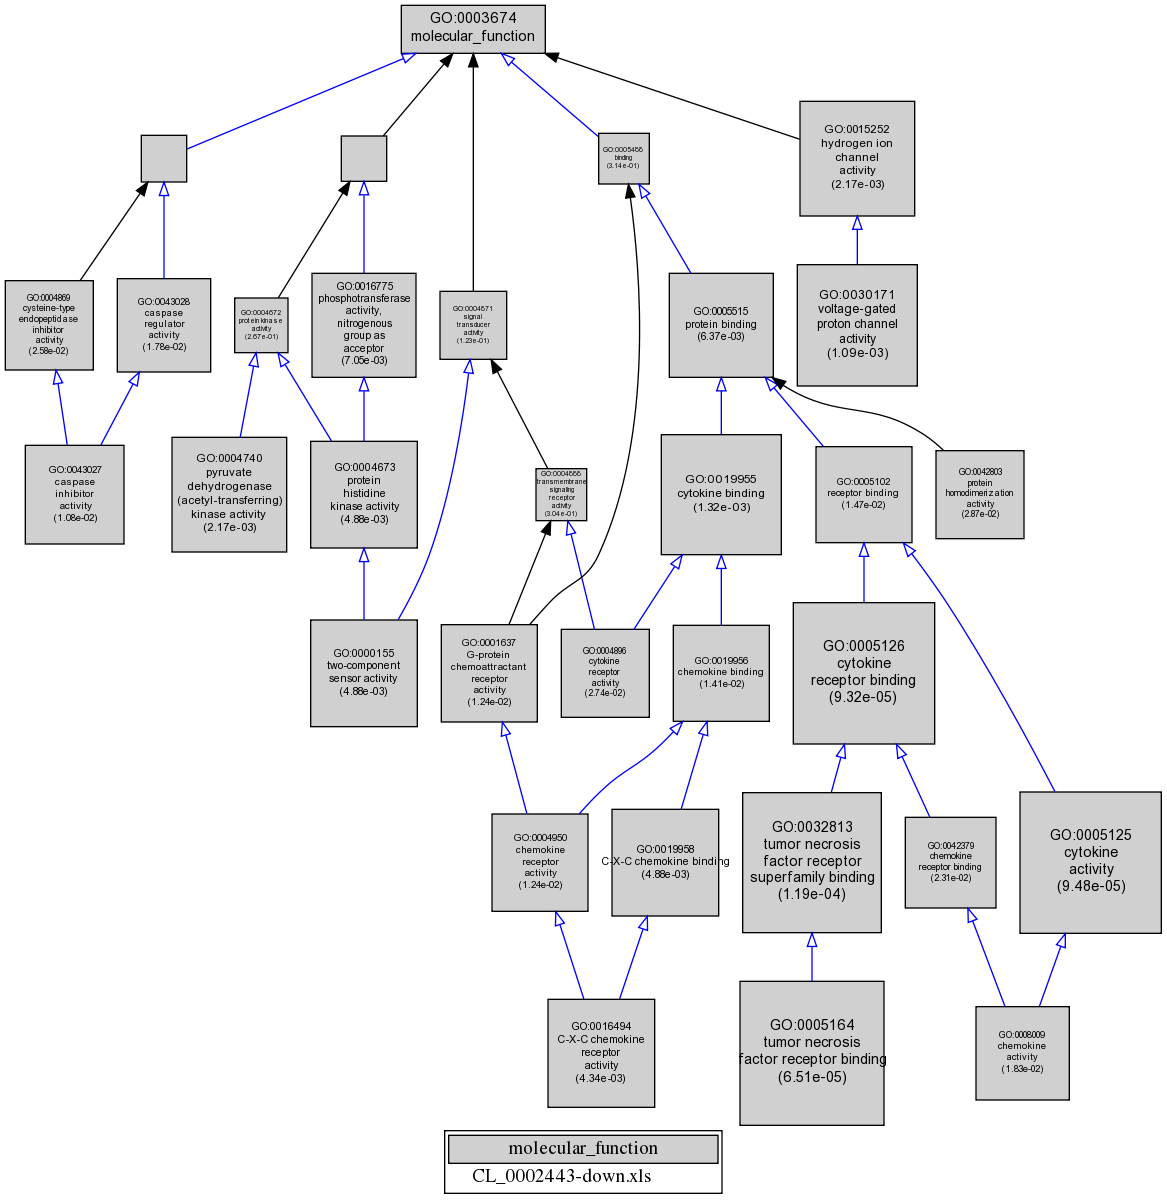 GO:0003674
molecular_function
GO:0015252
hydrogen ion
channel
activity
(2.17e-03)
GO:0005488
binding
(3.14e-01)
GO:0004869
cysteine-type
endopeptidase
inhibitor
activity
(2.58e-02)
GO:0043028
caspase
regulator
activity
(1.78e-02)
GO:0004672
protein kinase
activity
(2.67e-01)
GO:0016775
phosphotransferase
activity,
nitrogenous
group as
acceptor
(7.05e-03)
GO:0004871
signal
transducer
activity
(1.23e-01)
GO:0005515
protein binding
(6.37e-03)
GO:0030171
voltage-gated
proton channel
activity
(1.09e-03)
GO:0043027
caspase
inhibitor
activity
(1.08e-02)
GO:0004740
pyruvate
dehydrogenase
(acetyl-transferring)
kinase activity
(2.17e-03)
GO:0004673
protein
histidine
kinase activity
(4.88e-03)
GO:0004888
transmembrane
signaling
receptor
activity
(3.04e-01)
GO:0019955
cytokine binding
(1.32e-03)
GO:0005102
receptor binding
(1.47e-02)
GO:0042803
protein
homodimerization
activity
(2.87e-02)
GO:0000155
two-component
sensor activity
(4.88e-03)
GO:0001637
G-protein
chemoattractant
receptor
activity
(1.24e-02)
GO:0004896
cytokine
receptor
activity
(2.74e-02)
GO:0019956
chemokine binding
(1.41e-02)
GO:0005126
cytokine
receptor binding
(9.32e-05)
GO:0004950
chemokine
receptor
activity
(1.24e-02)
GO:0019958
C-X-C chemokine binding
(4.88e-03)
GO:0032813
tumor necrosis
factor receptor
superfamily binding
(1.19e-04)
GO:0042379
chemokine
receptor binding
(2.31e-02)
GO:0005125
cytokine
activity
(9.48e-05)
GO:0016494
C-X-C chemokine
receptor
activity
(4.34e-03)
GO:0005164
tumor necrosis
factor receptor binding
(6.51e-05)
GO:0008009
chemokine
activity
(1.83e-02)
molecular_function
CL_0002443-down.xls